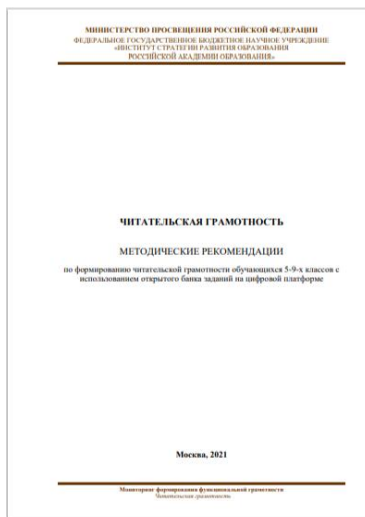 МИНИСТЕРСТВО ПРОСВЕЩЕНИЯ РОССИЙСКОЙ ФЕДЕРАЦИИ
ФЕДЕРАЛЬНОЕ ГОСУДАРСТВЕННОЕ БЮДЖЕТНОЕ НАУЧНОЕ УЧРЕЖДЕНИЕ
«ИНСТИТУТ СТРАТЕГИИ РАЗВИТИЯ ОБРАЗОВАНИЯ
РОССИЙСКОЙ АКАДЕМИИ ОБРАЗОВАНИЯ»
ЧИТАТЕЛЬСКАЯ ГРАМОТНОСТЬ
МЕТОДИЧЕСКИЕ РЕКОМЕНДАЦИИ
по формированию читательской грамотности обучающихся 5-9-х классов с
использованием открытого банка заданий на цифровой платформе
Москва, 2021
Мониторинг формирования функциональной грамотности
Читательская грамотность